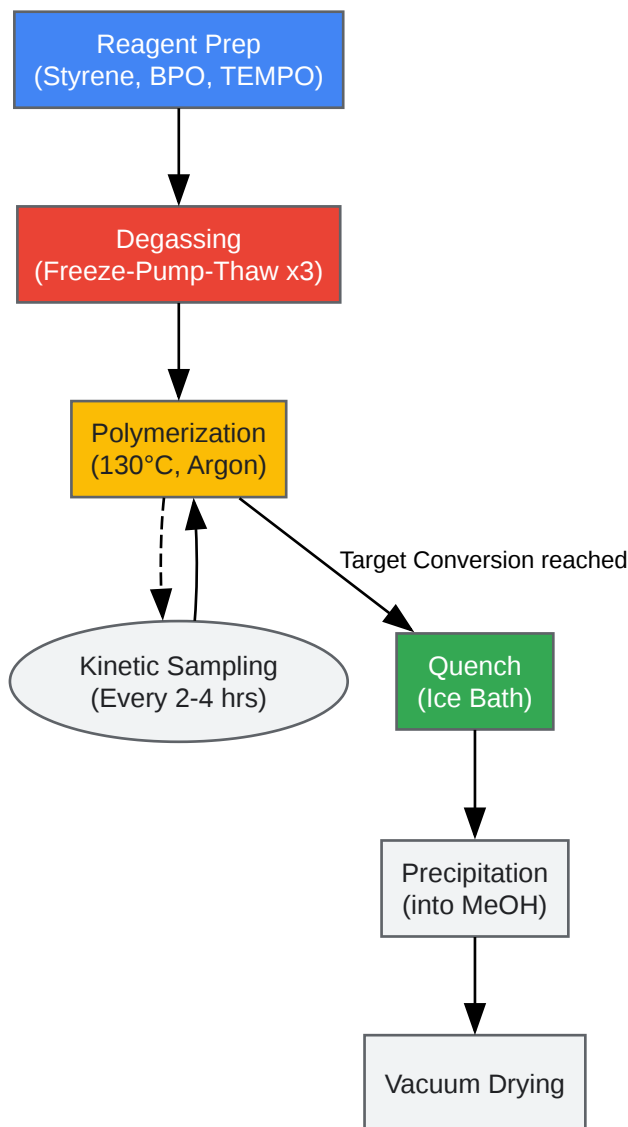 Reagent Prep
(Styrene, BPO, TEMPO)
Degassing
(Freeze-Pump-Thaw x3)
Polymerization
(130°C, Argon)
Target Conversion reached
Kinetic Sampling
(Every 2-4 hrs)
Quench
(Ice Bath)
Precipitation
(into MeOH)
Vacuum Drying